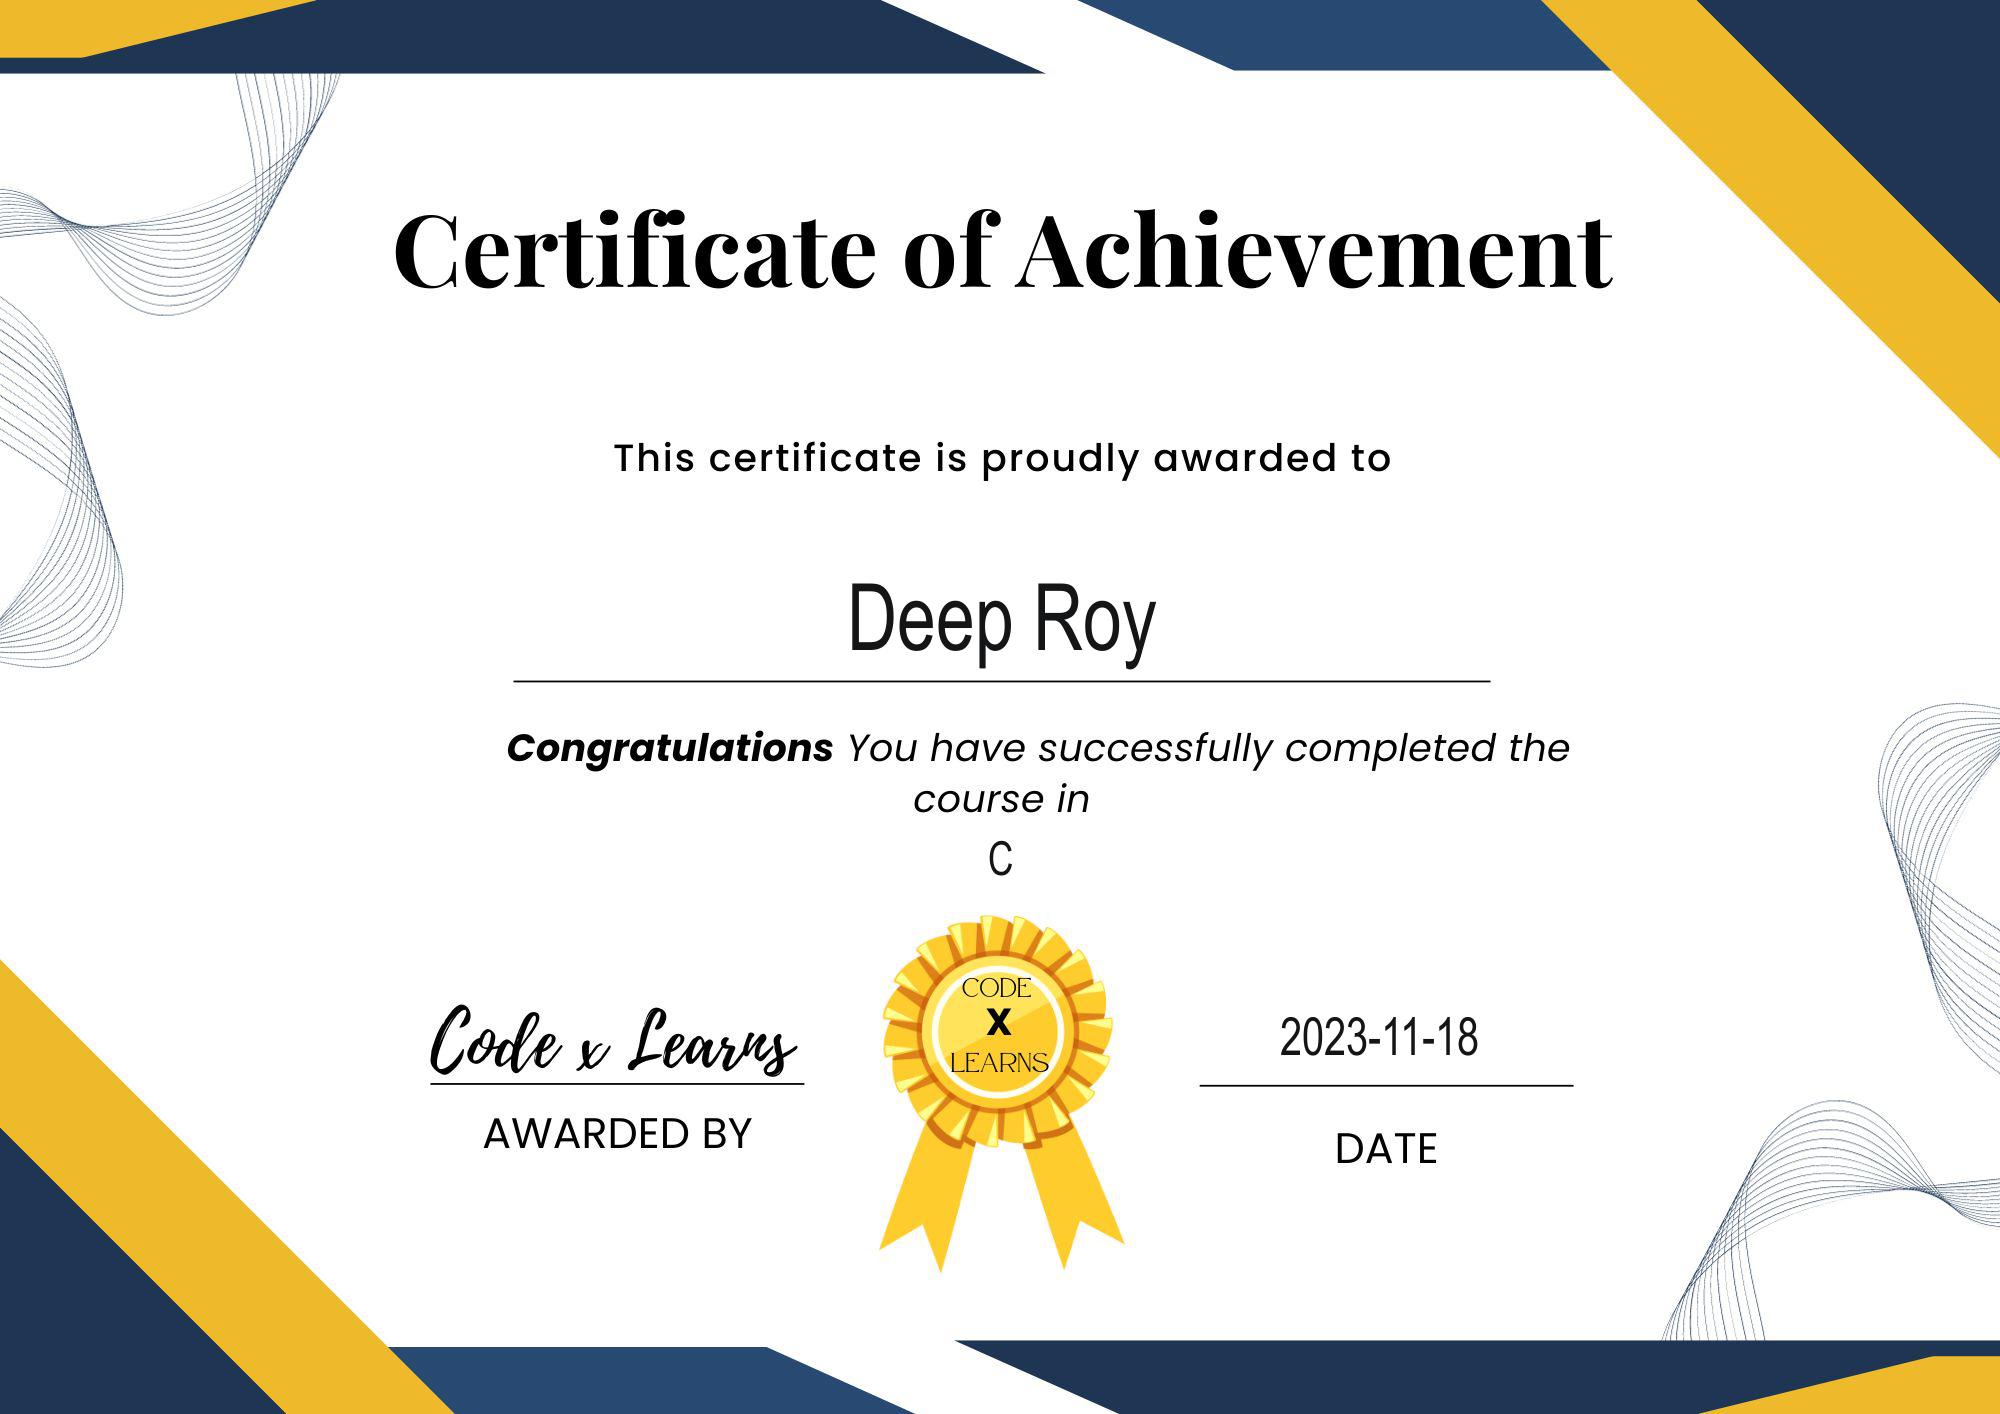 Certificate of Achievement
This certificate is proudly awarded to
Deep Roy
Congratulations You have successfully completed the
course in
C
CODE
X
LEARNS
Code x Learns
AWARDED BY
2023-11-18
DATE